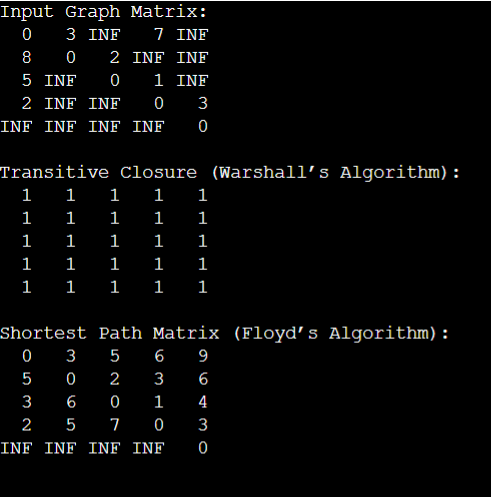 Input Graph Matrix:
0 3 INF 7 INF
8 0 2 INF INF
5 INF 0 1 INF
2 INF INF 0 3
INF INF INF INF 0
Transitive Closure (Warshall’s Algorithm):
1 1 1 1 1
1 1 1 1 1
1 1 1 1 1
1 1 1 1 1
1 1 1 1 1
Shortest Path Matrix (Floyd’s Algorithm):
0 3 5 6 9
5 0 2 3 6
3 6 0 1 4
2 5 7 0 3
INF INF INF INF 0